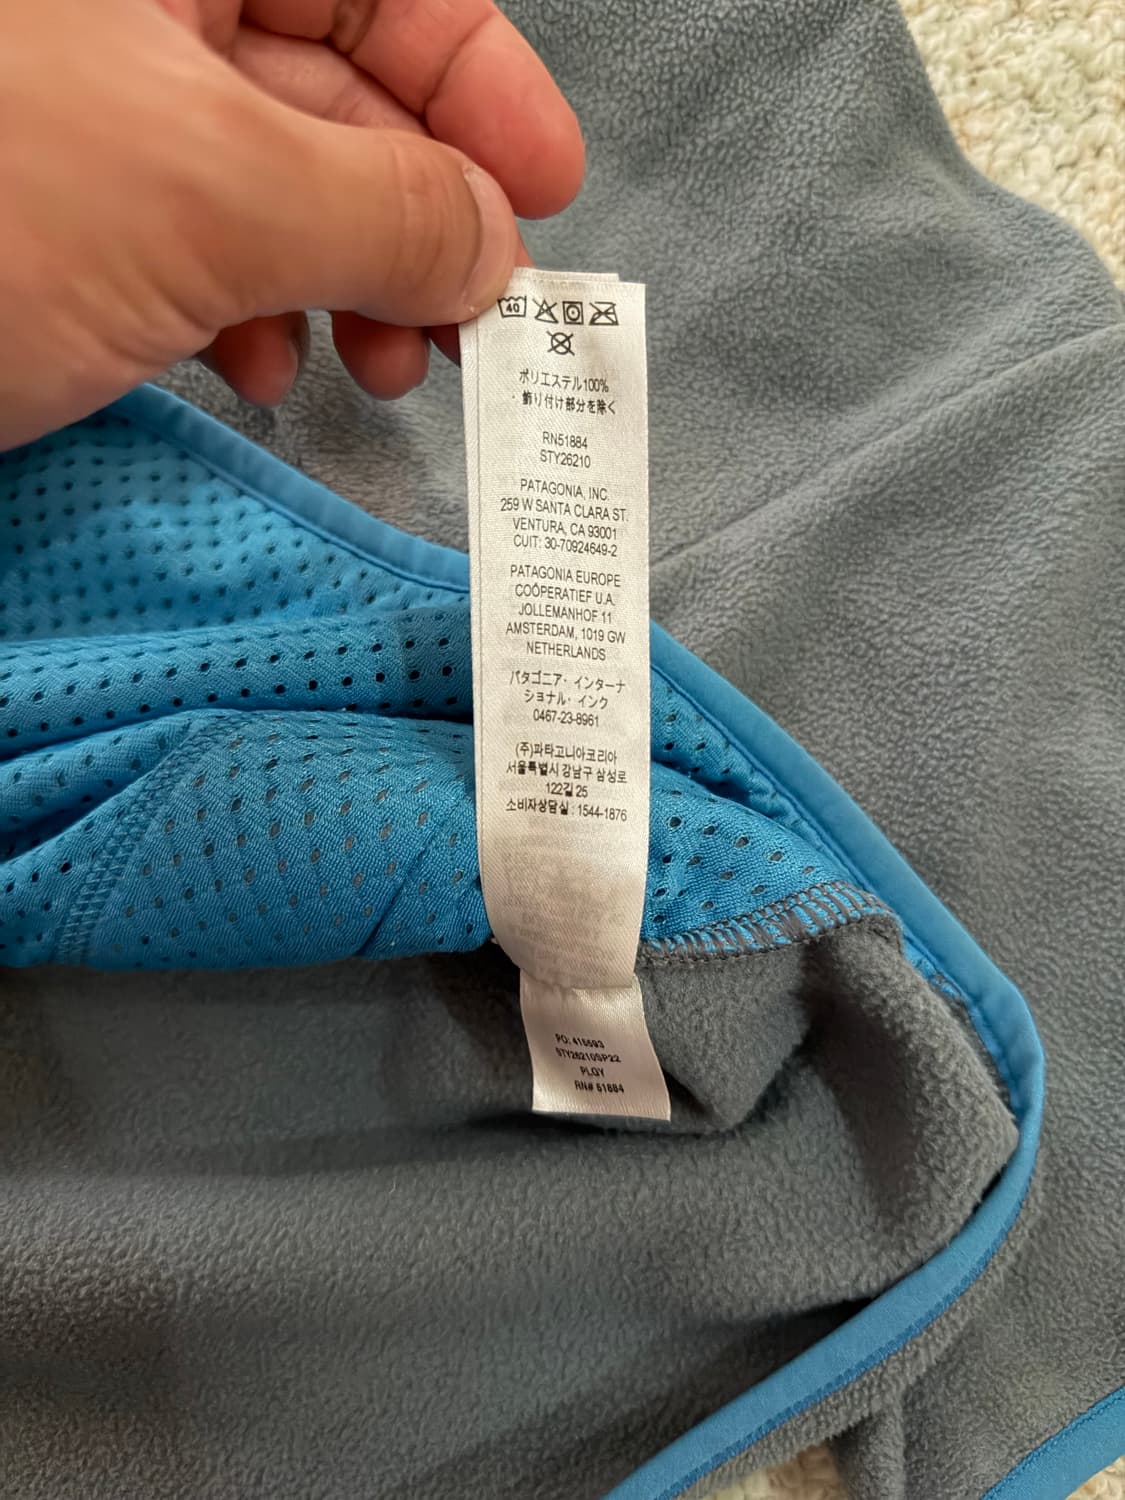 40
ポリエステル100%
・飾り付け部分を除く
RN51884
STY26210
PATAGONIA, INC.
259 W SANTA CLARA ST.
VENTURA, CA 93001
CUIT: 30-70924649-2
PATAGONIA EUROPE
COÖPERATIEF U.A.
JOLLEMANHOF 11
AMSTERDAM, 1019 GW
NETHERLANDS
パタゴニア・インターナ
ショナル・インク
0467-23-8961
(주)파타고니아코리아
서울특별시 강남구 삼성로
122길 25
소비자상담실 : 1544-1876
PO: 415593
STY26210SP22
PLGY
RN# 51884